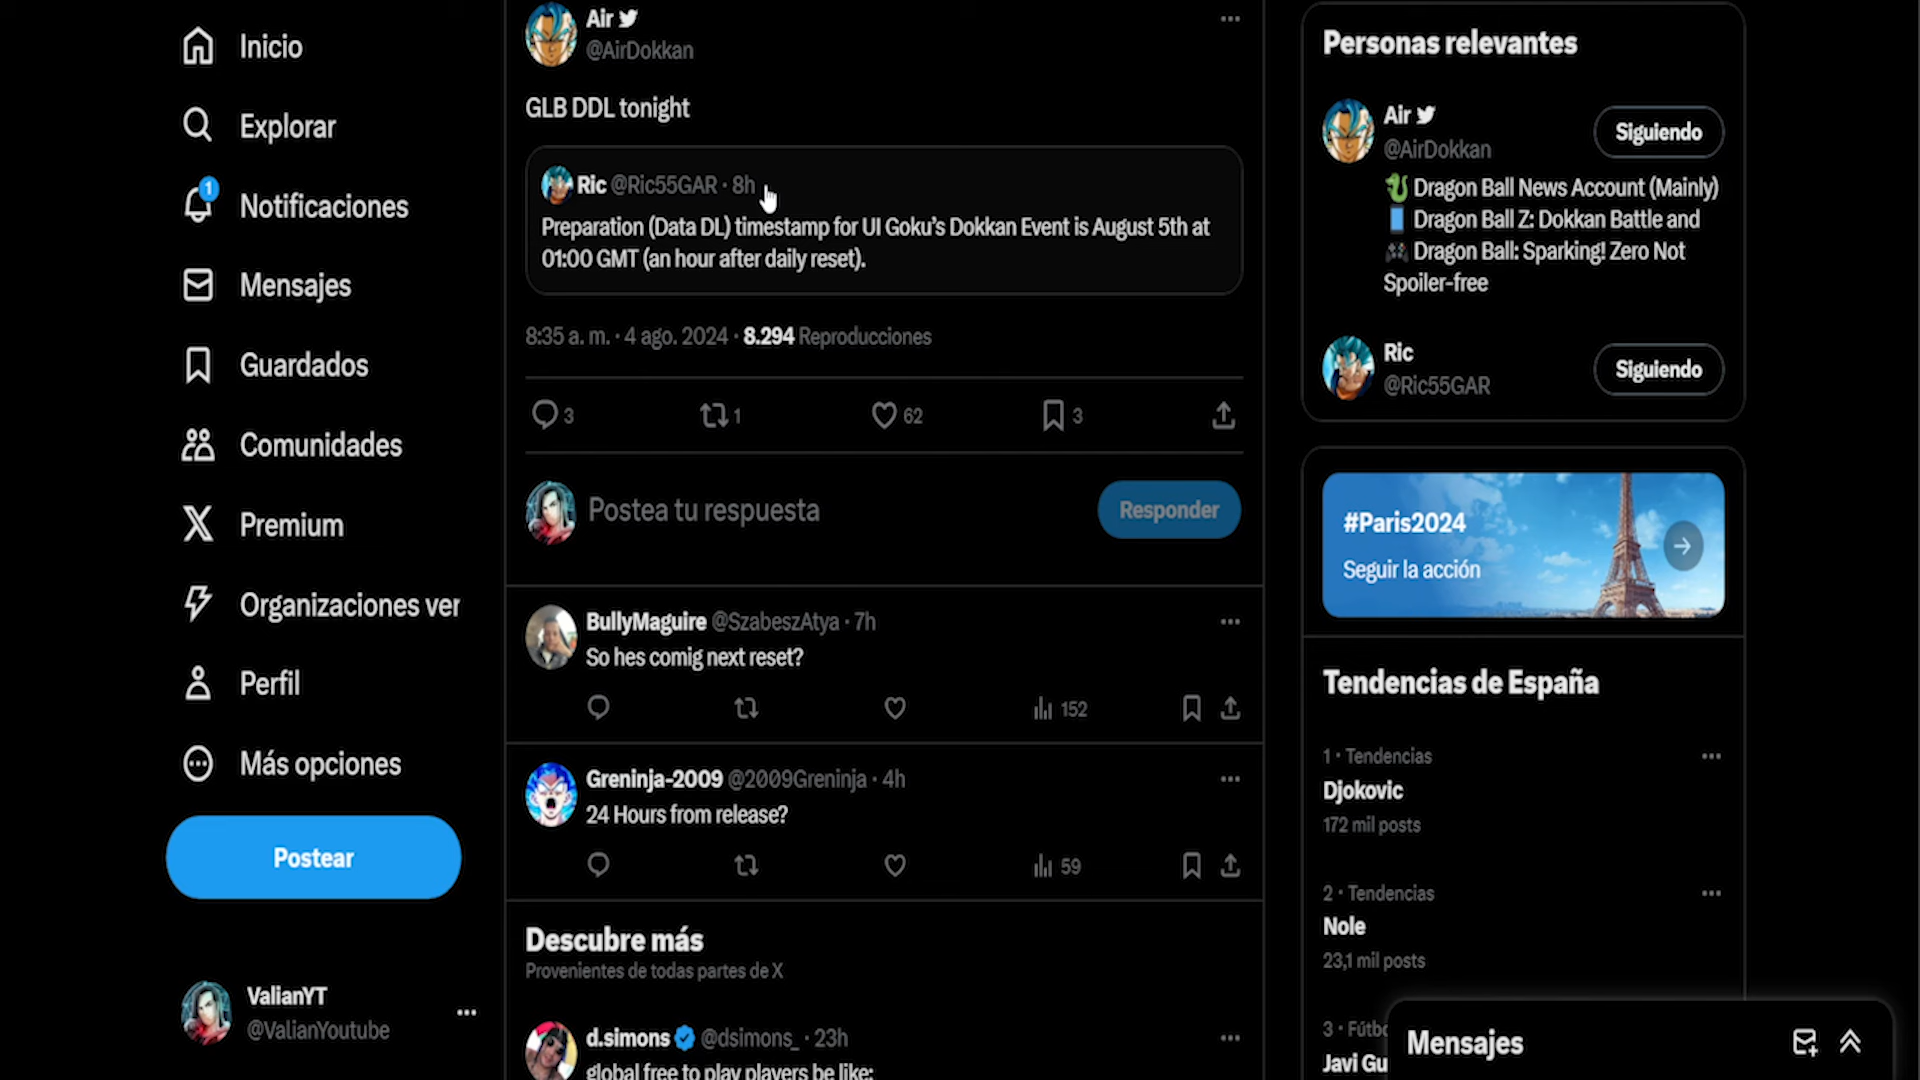 Inicio
Explorar
1
Notificaciones
Mensajes
Guardados
Comunidades
Premium
Organizaciones ver
Perfil
Más opciones
Postear
ValianYT
@ValianYoutube
Air
@AirDokkan
GLB DDL tonight
Ric @Ric55GAR · 8h
Preparation (Data DL) timestamp for UI Goku's Dokkan Event is August 5th at
01:00 GMT (an hour after daily reset).
8:35 a. m. · 4 ago. 2024 · 8.294 Reproducciones
3 1 62 3
Postea tu respuesta
Responder
BullyMaguire @SzabeszAtya · 7h
So hes comig next reset?
152
Greninja-2009 @2009Greninja · 4h
24 Hours from release?
59
Descubre más
Provenientes de todas partes de X
d.simons @dsimons_ · 23h
global free to play players be like:
Personas relevantes
Air
@AirDokkan
Siguiendo
Dragon Ball News Account (Mainly)
Dragon Ball Z: Dokkan Battle and
Dragon Ball: Sparking! Zero Not
Spoiler-free
Ric
@Ric55GAR
Siguiendo
#Paris2024
Seguir la acción
Tendencias de España
1 · Tendencias
Djokovic
172 mil posts
2 · Tendencias
Nole
23,1 mil posts
3 · Fútbo
Javi Gu
Mensajes